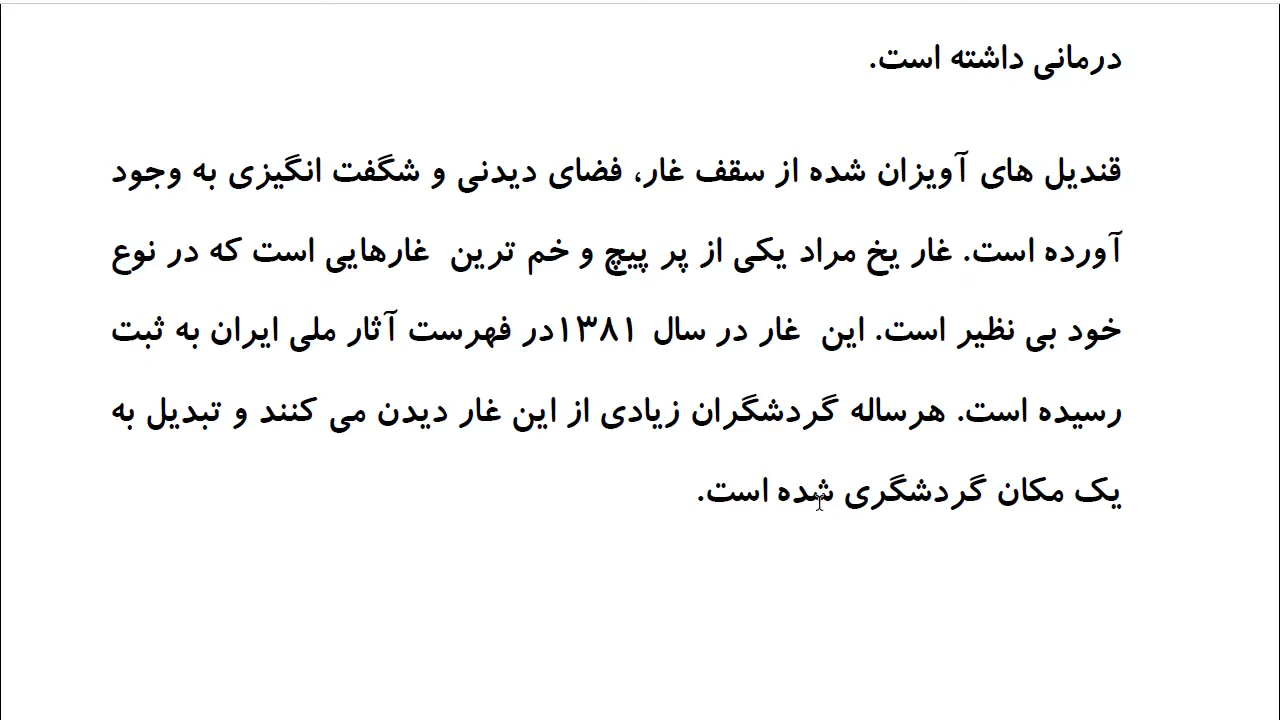 درمانی داشته است.
قندیل های آویزان شده از سقف غار، فضای دیدنی و شگفت انگیزی به وجود
آورده است. غار یخ مراد یکی از پر پیچ و خم ترین  غارهایی است که در نوع
خود بی نظیر است. این  غار در سال ۱۳۸۱در فهرست آثار ملی ایران به ثبت
رسیده است. هرساله گردشگران زیادی از این غار دیدن می کنند و تبدیل به
یک مکان گردشگری شده است.